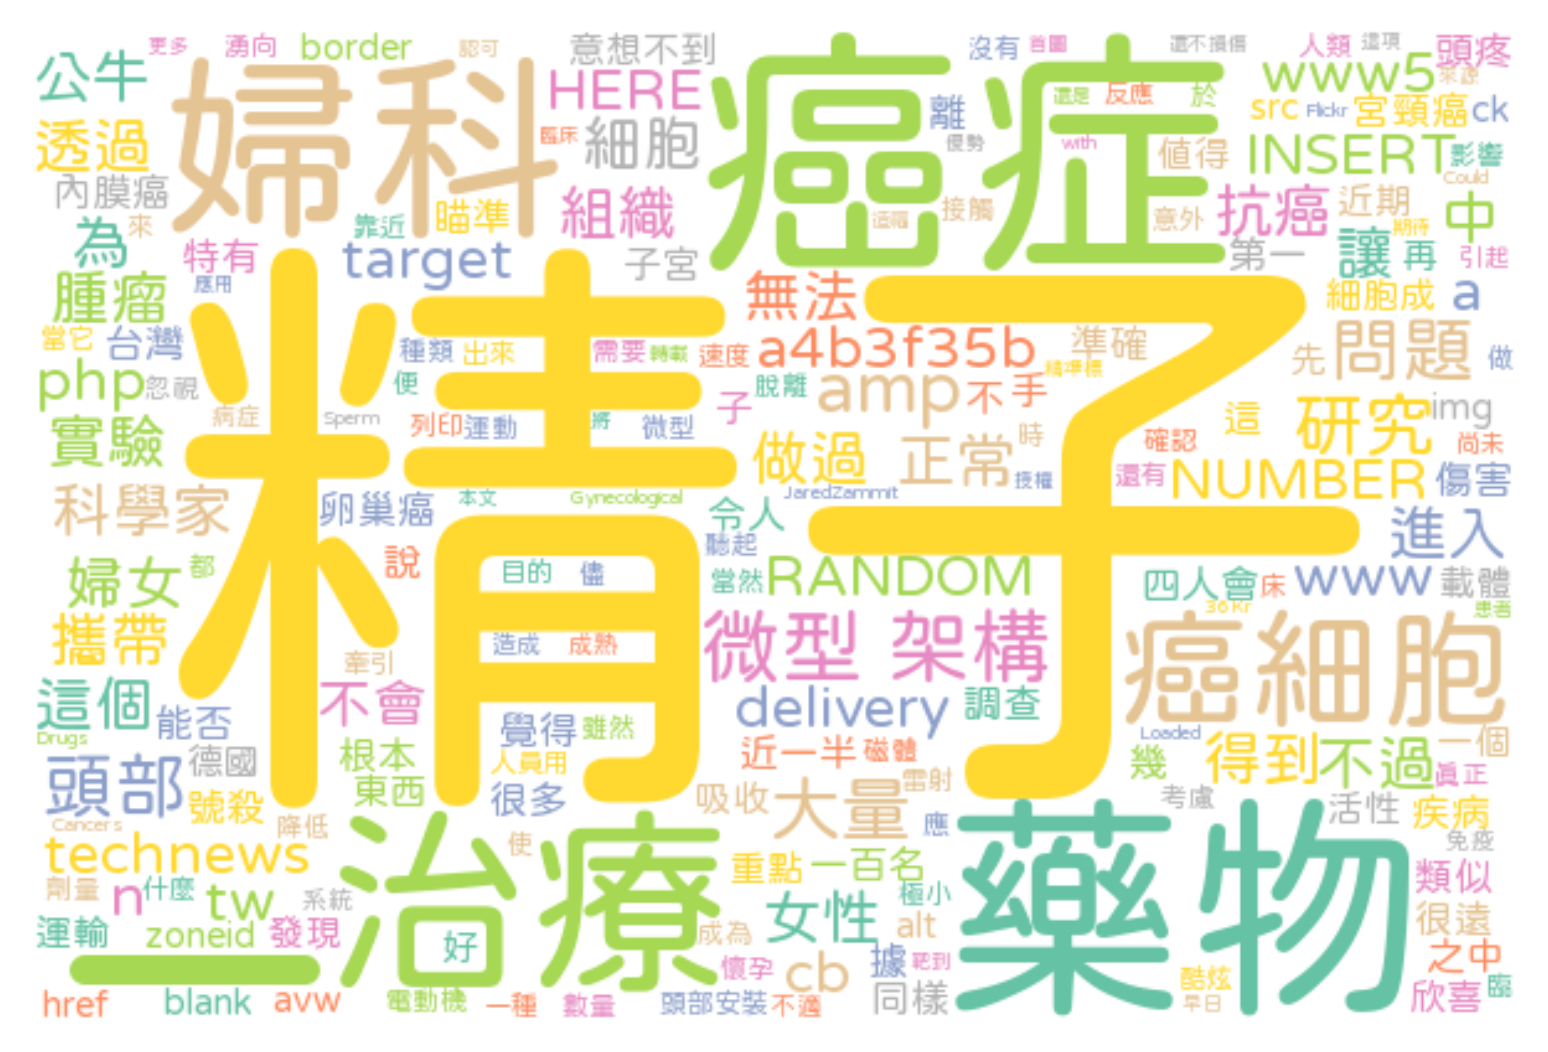 更多 湧向 border 認可 意想不到 沒有 首圖 還不損傷 人類 這項 頭疼
公牛 婦科 HERE 癌症 離 還是 反應 於 www5 來源
透過 臨床 細胞 優勢 with 值得 src Flickr 宮頸癌 ck
INSERT 影響 Could
內膜癌 來 靠近 瞄準 組織 造福 接觸 意外 抗癌 近期 中
為 特有 target 子宮 第一 讓 期待 再 引起
腫瘤 應用 精子 無法 細胞成 a
當它 台灣 種類 出來 需要 轉載 速度 a4b3f35b 準確 先 問題 做
php 忽視 便 脫離 amp 不 手 精準標
病症 Sperm 列印 運動 將 微型 子 時 這 研究 img
實驗 做過 正常 確認 尚未
科學家 卵巢癌 本文 Gynecological JaredZammit 授權 還有 NUMBER 傷害
令人 進入
婦女 都 說 目的 儘 聽起 當然 RANDOM 四人會 床 www 載體
36Kr 患者
攜帶 牽引 造成 成熟 微型 架構 癌細胞
這個 能否 不會 覺得 雖然 delivery 調查 Loaded
Drugs 德國 根本 人員用 近一半 磁體 幾 得到 不過 一個
頭部 號殺 東西 很多 吸收 大量 雷射 考慮 活性 真正 疾病
Cancers 降低 使 應 免疫
technews 治療 重點 一百名 藥物 類似
劑量 n 什麼 tw 系統 女性 極小 很遠
運輸 zoneid 發現 好 成為 alt 之中
一 懷孕 cb 據 靶到 酷炫 欣喜 臨
href blank avw 電動機 一種 數量 頭部安裝 不適 同樣 早日